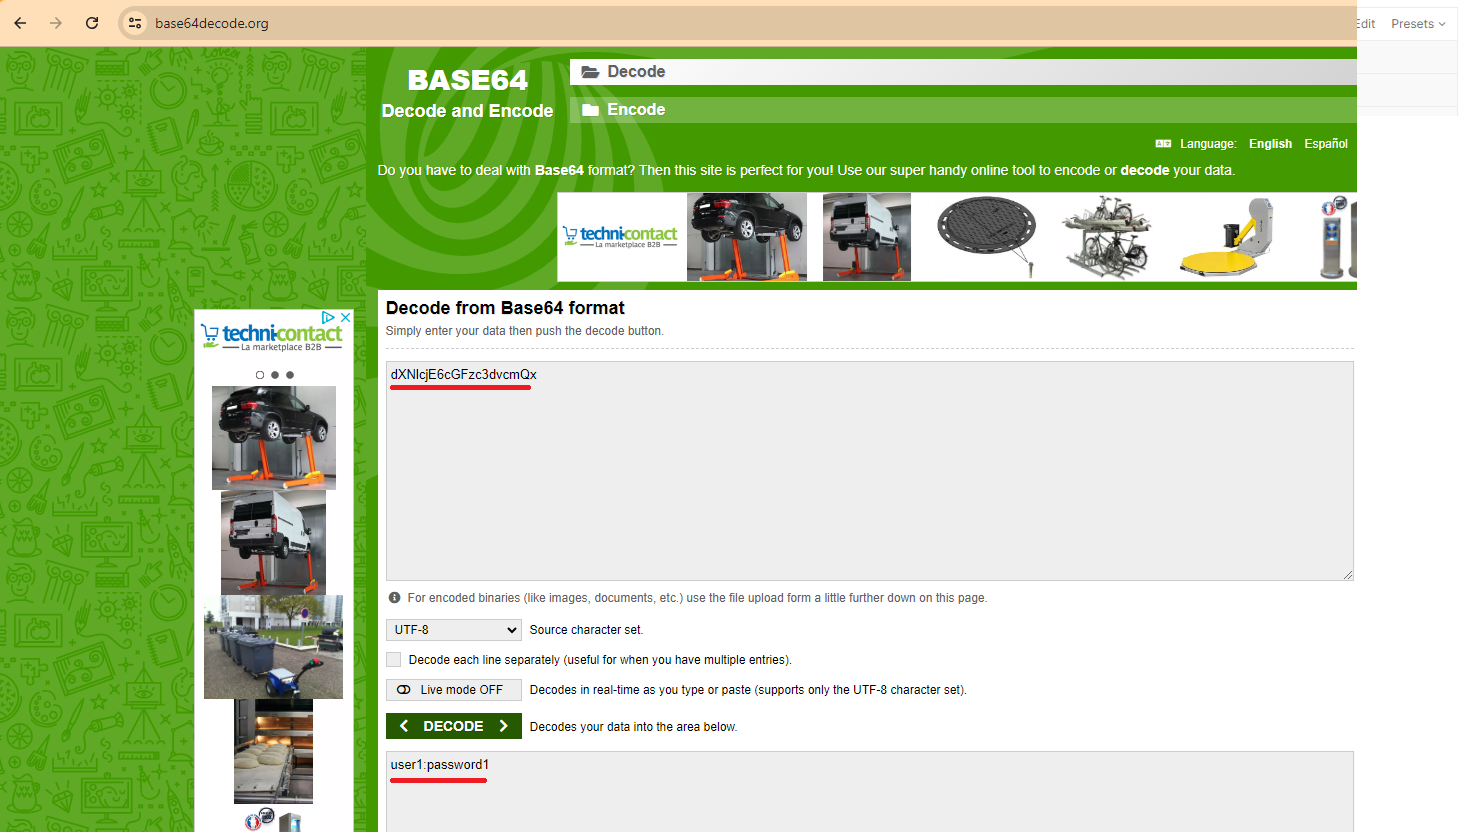 base64decode.org
Edit
Presets
BASE64
Decode and Encode
Decode
Encode
Language: English Español
Do you have to deal with Base64 format? Then this site is perfect for you! Use our super handy online tool to encode or decode your data.
techni-contact
La marketplace B2B
techni-contact
La marketplace B2B
Decode from Base64 format
Simply enter your data then push the decode button.
dXNlcjE6cGFzc3dvcmQx
For encoded binaries (like images, documents, etc.) use the file upload form a little further down on this page.
UTF-8 Source character set.
Decode each line separately (useful for when you have multiple entries).
Live mode OFF Decodes in real-time as you type or paste (supports only the UTF-8 character set).
DECODE Decodes your data into the area below.
user1:password1